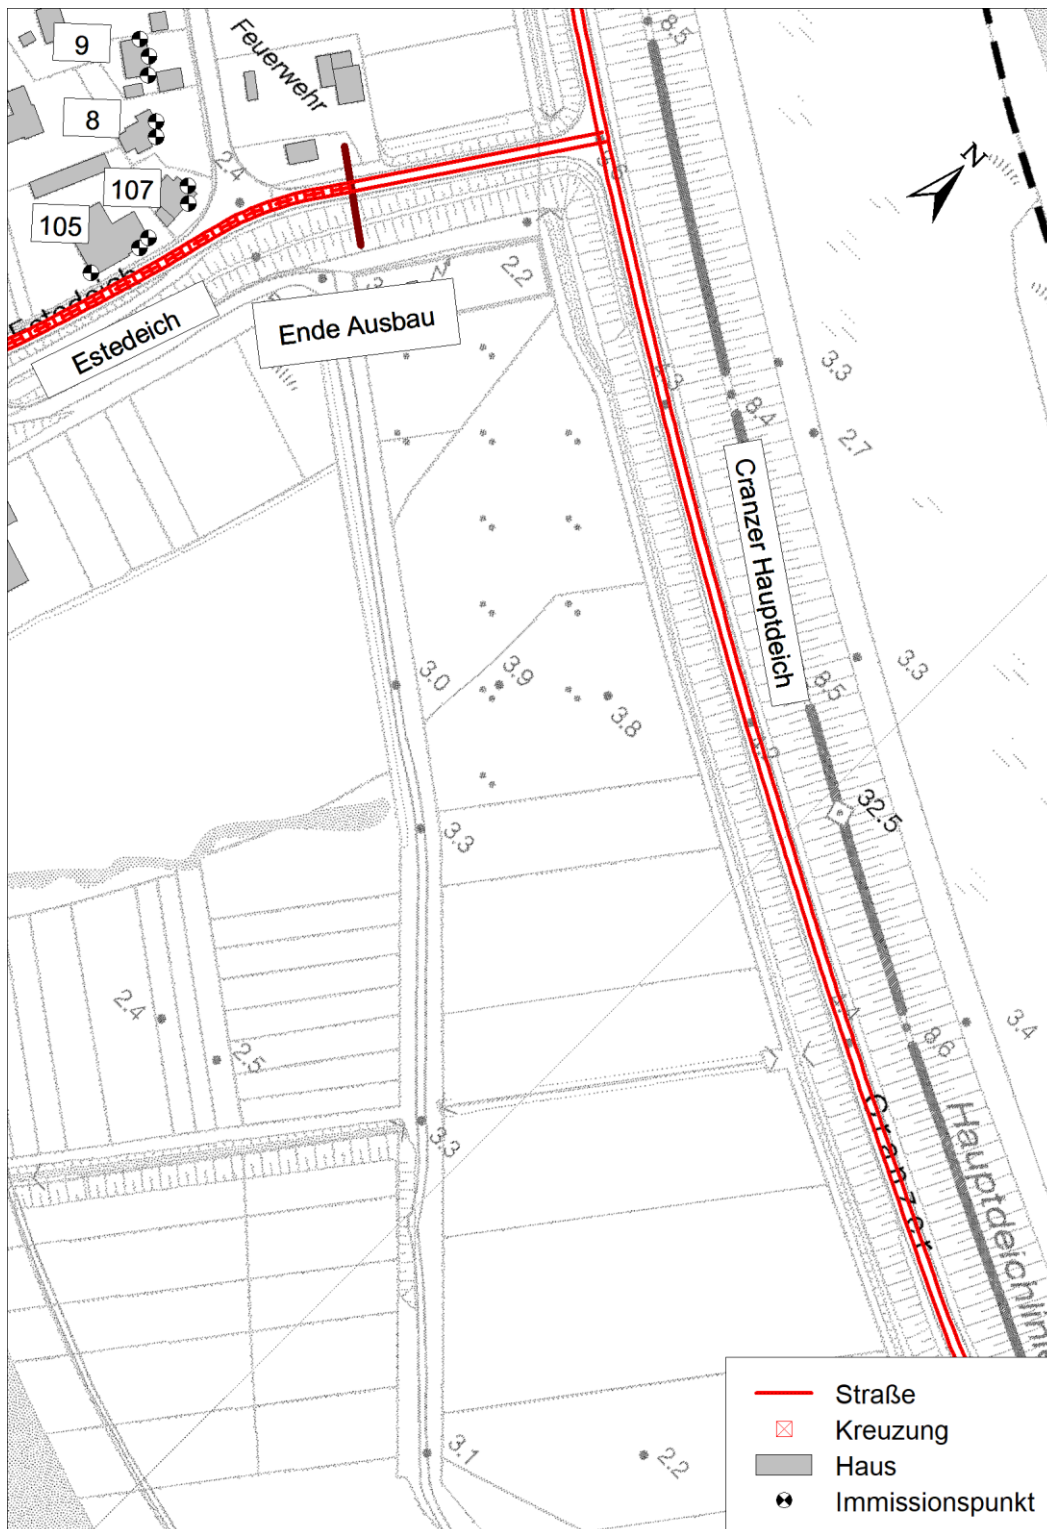 9
8.5
Feuerwehr
8
2.4
107
105
N
2.2
Estedeich
Estedeich
Ende Ausbau
3.3
8.4
2.7
Cranzer Hauptdeich
3.3
3.0
3.9
3.8
8.5
32.5
3.3
2.4
2.5
3.4
8.6
3.3
Cranzer
Hauptdeichlinie
3.1
2.2
Straße
Kreuzung
Haus
Immissionspunkt